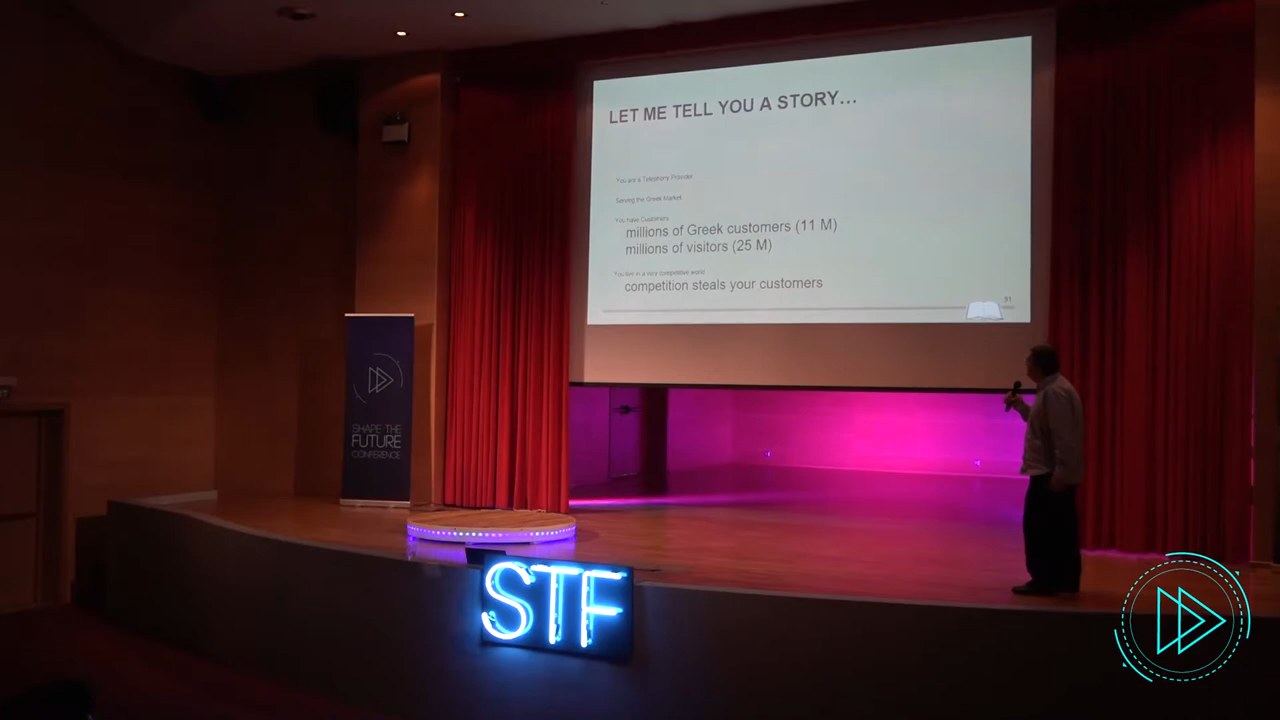 LET ME TELL YOU A STORY...
You are a Telephony Provider
Serving the Greek Market
You have Customers
millions of Greek customers (11 M)
millions of visitors (25 M)
You live in a very competitive world
competition steals your customers
91
SHAPE THE
FUTURE
CONFERENCE
STF